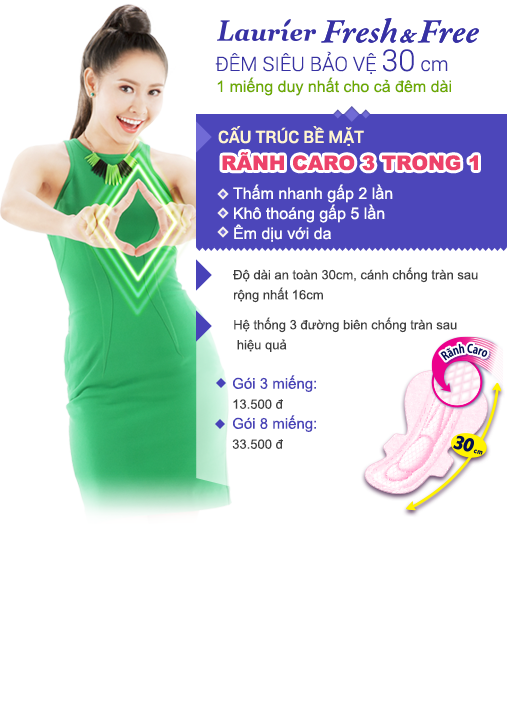 Laurier Fresh & Free
ĐÊM SIÊU BẢO VỆ 30 cm
1 miếng duy nhất cho cả đêm dài
CẤU TRÚC BỀ MẶT
RÃNH CARO 3 TRONG 1
Thấm nhanh gấp 2 lần
Khô thoáng gấp 5 lần
Êm dịu với da
Độ dài an toàn 30cm, cánh chống tràn sau
rộng nhất 16cm
Hệ thống 3 đường biên chống tràn sau
hiệu quả
Gói 3 miếng:
13.500 đ
Gói 8 miếng:
33.500 đ
Rãnh Caro
30 cm